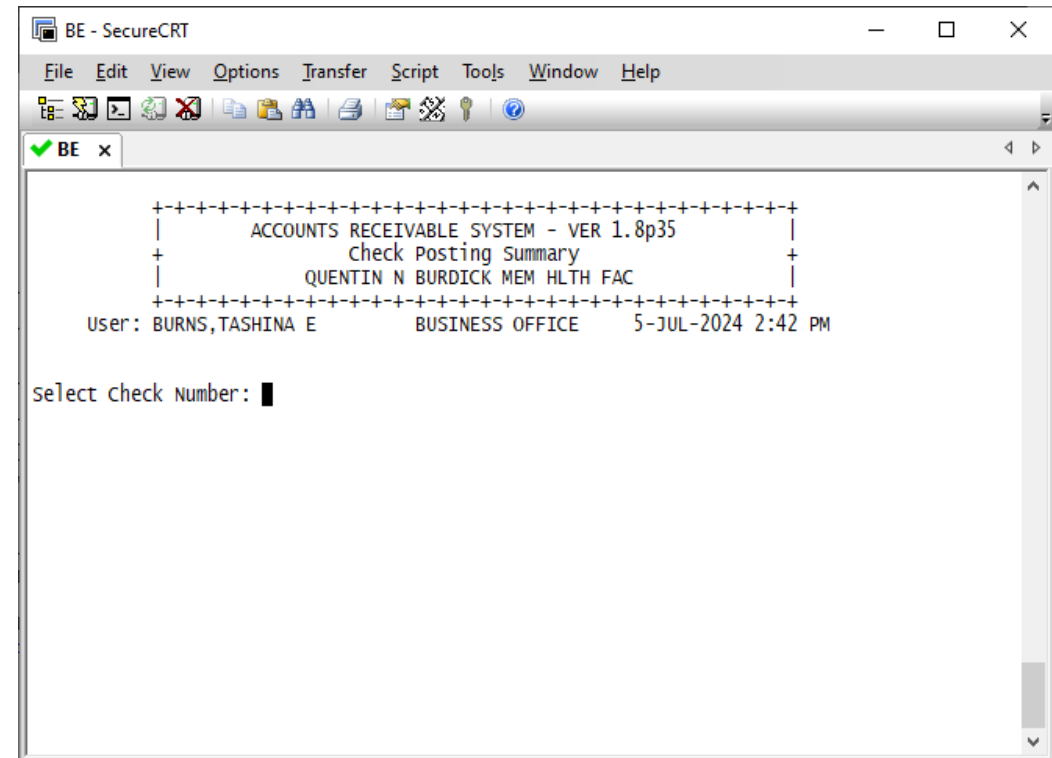 BE - SecureCRT
File Edit View Options Transfer Script Tools Window Help
BE
+-+-+-+-+-+-+-+-+-+-+-+-+-+-+-+-+-+-+-+-+-+-+-+-+-+-+-+-+-+
| ACCOUNTS RECEIVABLE SYSTEM - VER 1.8p35 |
+ Check Posting Summary +
| QUENTIN N BURDICK MEM HLTH FAC |
+-+-+-+-+-+-+-+-+-+-+-+-+-+-+-+-+-+-+-+-+-+-+-+-+-+-+-+-+-+
User: BURNS,TASHINA E BUSINESS OFFICE 5-JUL-2024 2:42 PM
Select Check Number: